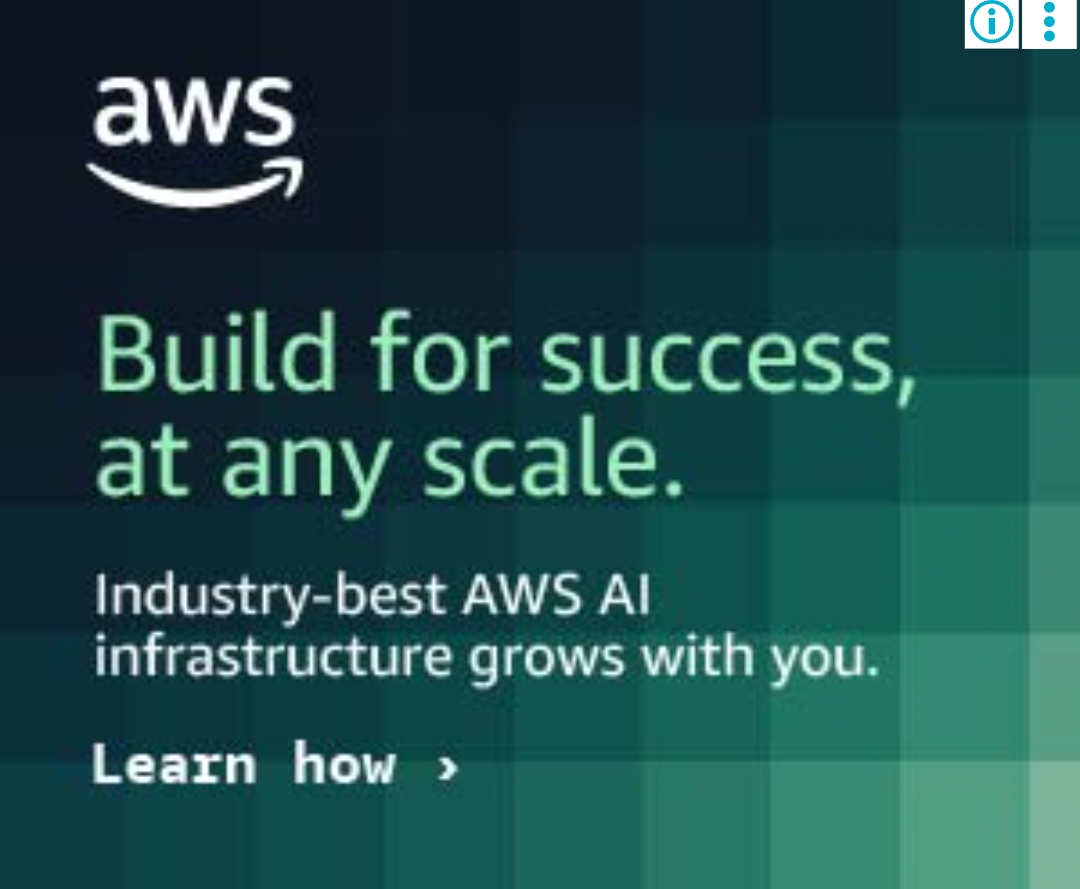 aws
Build for success,
at any scale.
Industry-best AWS AI
infrastructure grows with you.
Learn how ›